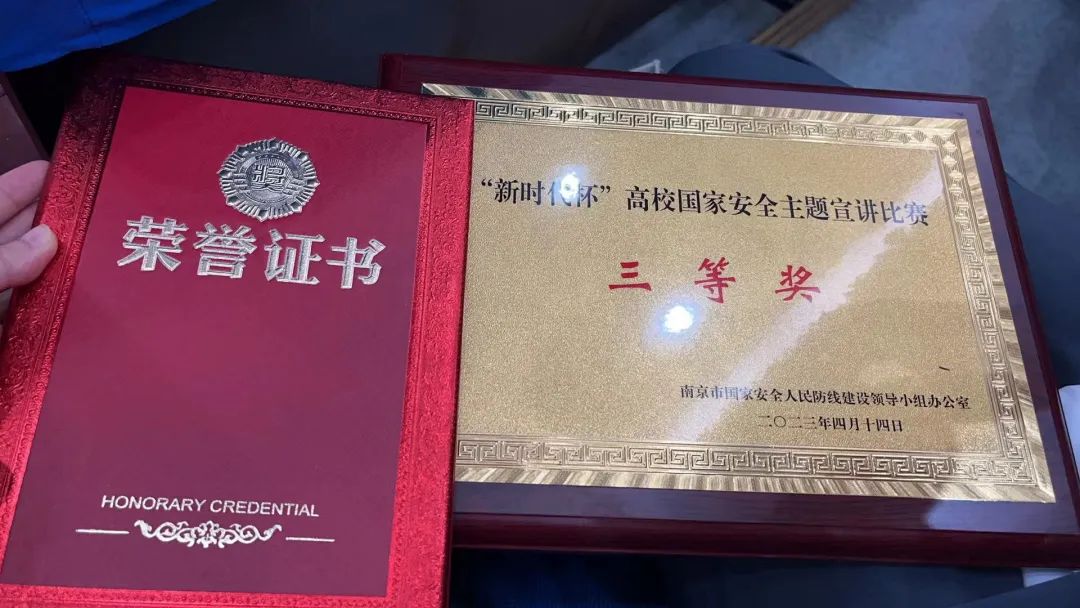 奖
荣誉证书
HONORARY CREDENTIAL
“新时代杯”高校国家安全主题宣讲比赛
三等奖
南京市国家安全人民防线建设领导小组办公室
二〇二三年四月十四日